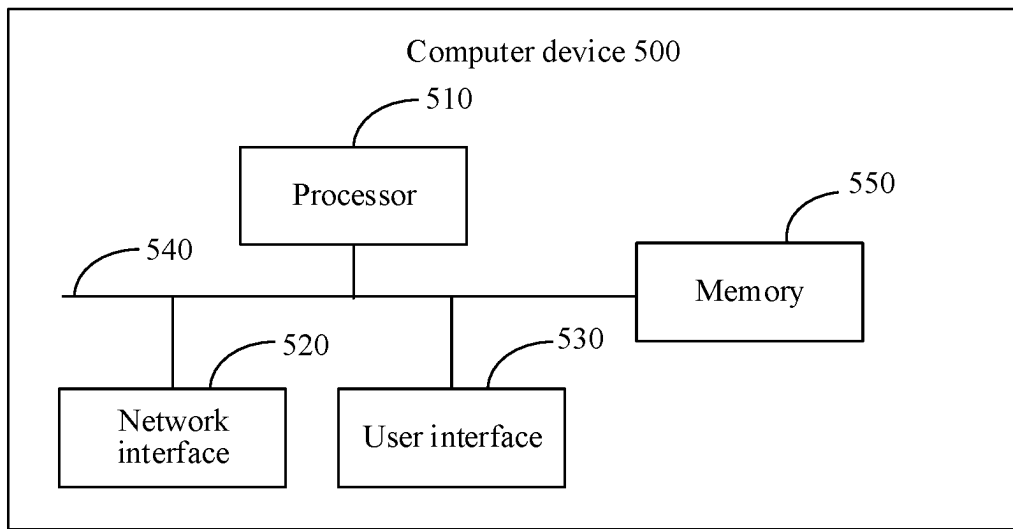 Computer device 500
510
Processor
550
540
Memory
520
530
Network
interface
User interface